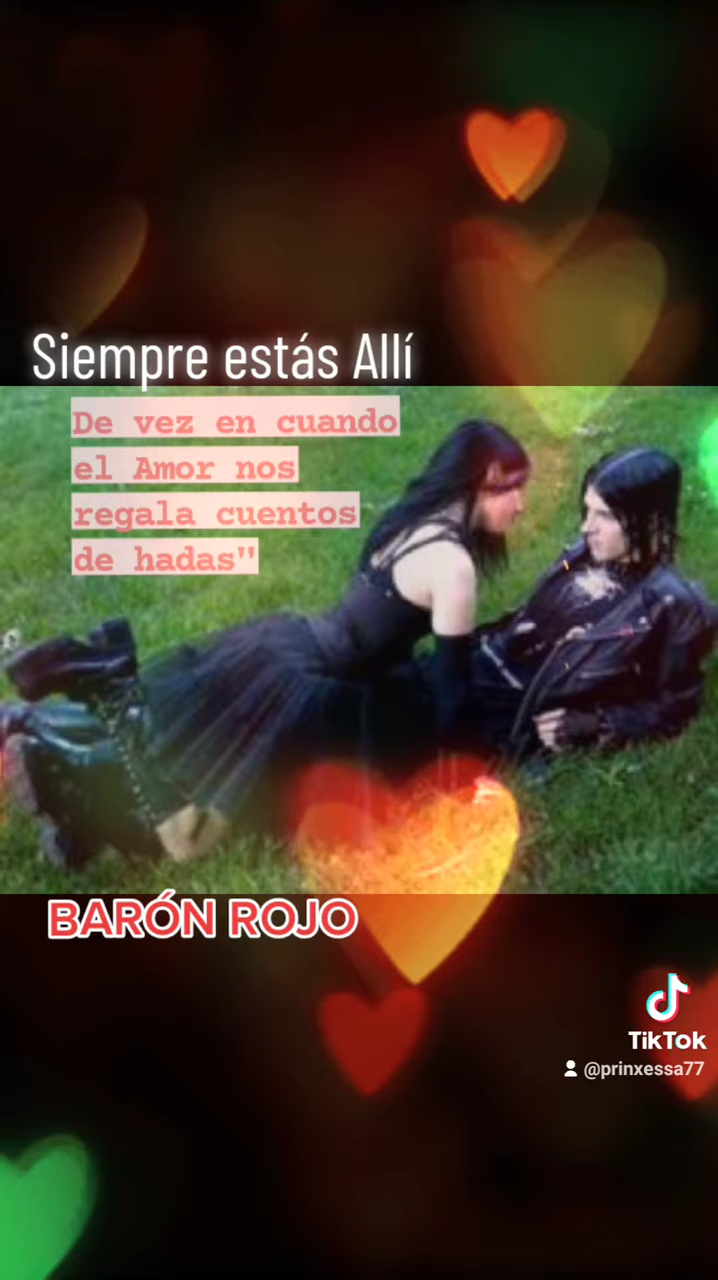 Siempre estás Allí
De vez en cuando
el Amor nos
regala cuentos
de hadas"
BARÓN ROJO
TikTok
@prinxessa77